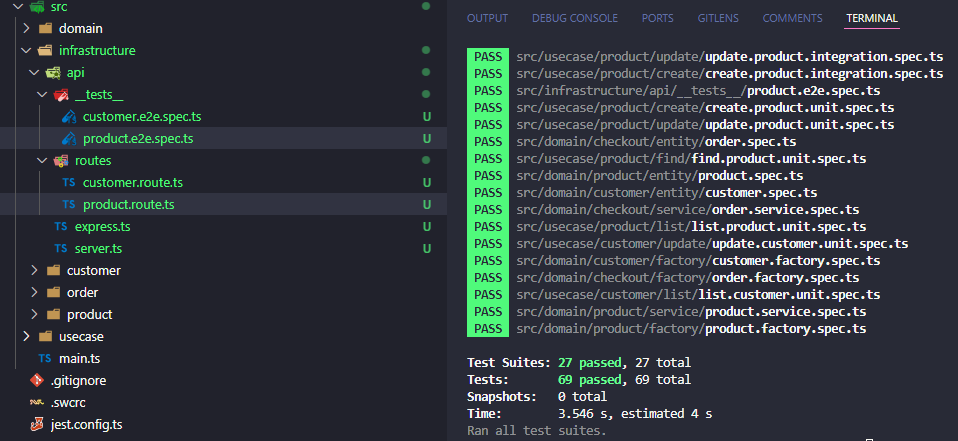 src
domain
infrastructure
api
__tests__
customer.e2e.spec.ts U
product.e2e.spec.ts U
routes
TS customer.route.ts U
TS product.route.ts U
TS express.ts U
TS server.ts U
customer
order
product
usecase
TS main.ts
.gitignore
.swcrc
jest.config.ts
OUTPUT DEBUG CONSOLE PORTS GITLENS COMMENTS TERMINAL
PASS src/usecase/product/update/update.product.integration.spec.ts
PASS src/usecase/product/create/create.product.integration.spec.ts
PASS src/infrastructure/api/__tests__/product.e2e.spec.ts
PASS src/usecase/product/create/create.product.unit.spec.ts
PASS src/usecase/product/update/update.product.unit.spec.ts
PASS src/domain/checkout/entity/order.spec.ts
PASS src/usecase/product/find/find.product.unit.spec.ts
PASS src/domain/product/entity/product.spec.ts
PASS src/domain/customer/entity/customer.spec.ts
PASS src/domain/checkout/service/order.service.spec.ts
PASS src/usecase/product/list/list.product.unit.spec.ts
PASS src/usecase/customer/update/update.customer.unit.spec.ts
PASS src/domain/customer/factory/customer.factory.spec.ts
PASS src/domain/checkout/factory/order.factory.spec.ts
PASS src/usecase/customer/list/list.customer.unit.spec.ts
PASS src/domain/product/service/product.service.spec.ts
PASS src/domain/product/factory/product.factory.spec.ts
Test Suites: 27 passed, 27 total
Tests: 69 passed, 69 total
Snapshots: 0 total
Time: 3.546 s, estimated 4 s
Ran all test suites.